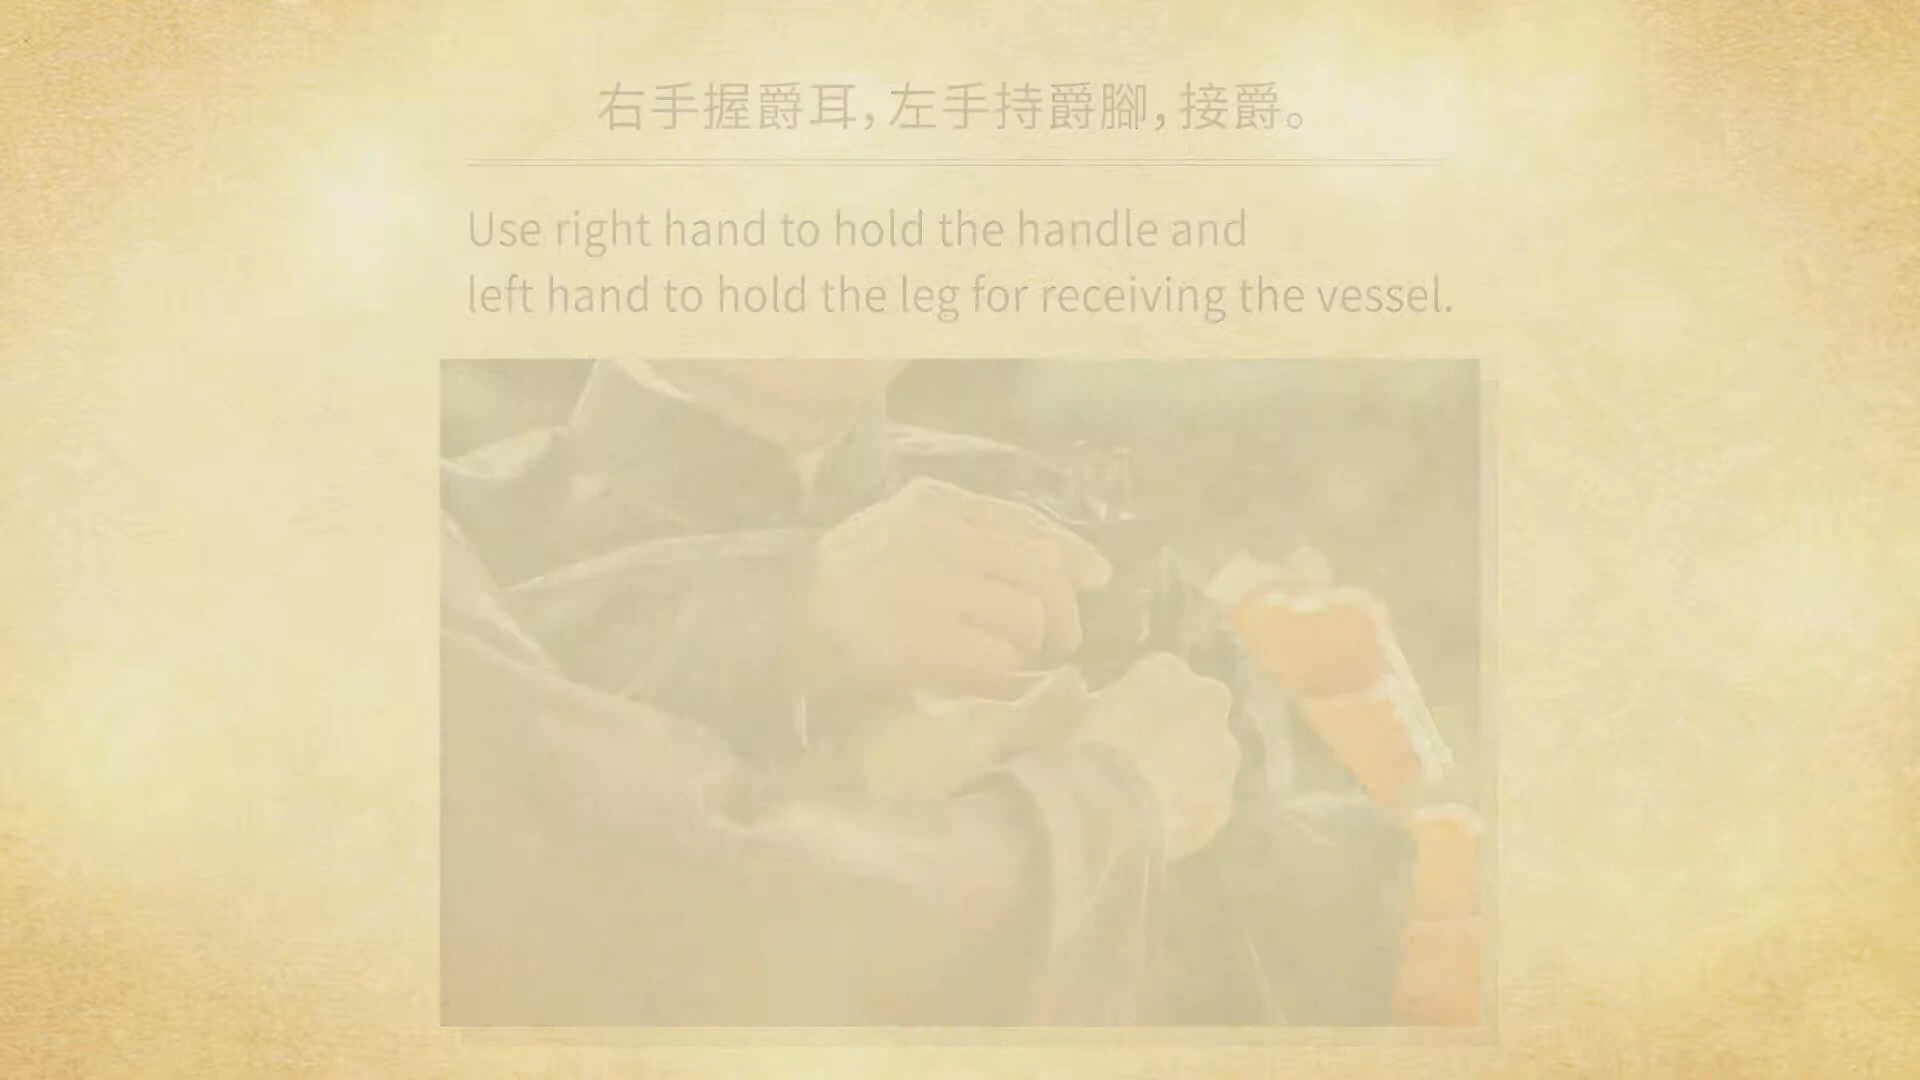 右手握爵耳，左手持爵腳，接爵。
Use right hand to hold the handle and
left hand to hold the leg for receiving the vessel.